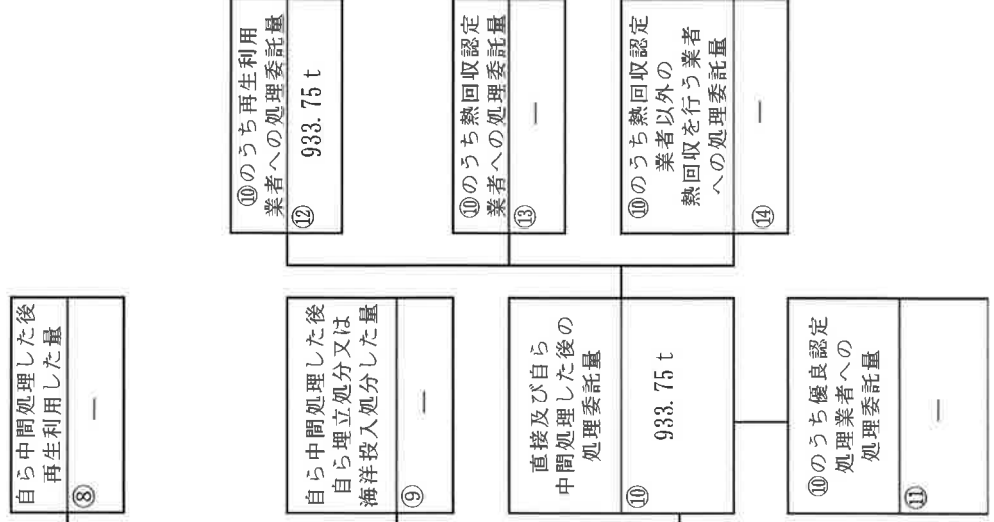 自ら中間処理した後
再生利用した量
⑧
—
自ら中間処理した後
自ら埋立処分又は
海洋投入処分した量
⑨
—
直接及び自ら
中間処理した後の
処理委託量
⑩
933.75 t
⑩のうち優良認定
処理業者への
処理委託量
⑪
—
⑩のうち再生利用
業者への処理委託量
⑫
933.75 t
⑩のうち熱回収認定
業者への処理委託量
⑬
—
⑩のうち熱回収認定
業者以外の
熱回収を行う業者
への処理委託量
⑭
—